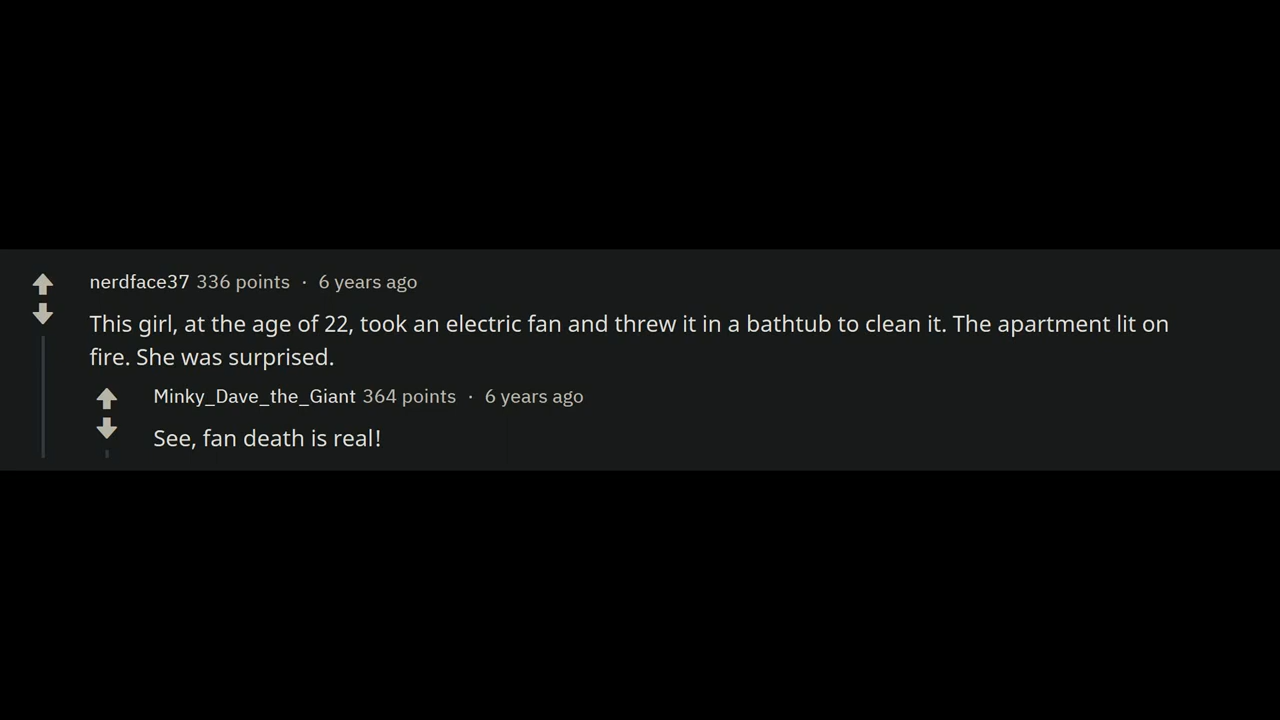 nerdface37 336 points · 6 years ago
This girl, at the age of 22, took an electric fan and threw it in a bathtub to clean it. The apartment lit on
fire. She was surprised.
Minky_Dave_the_Giant 364 points · 6 years ago
See, fan death is real!